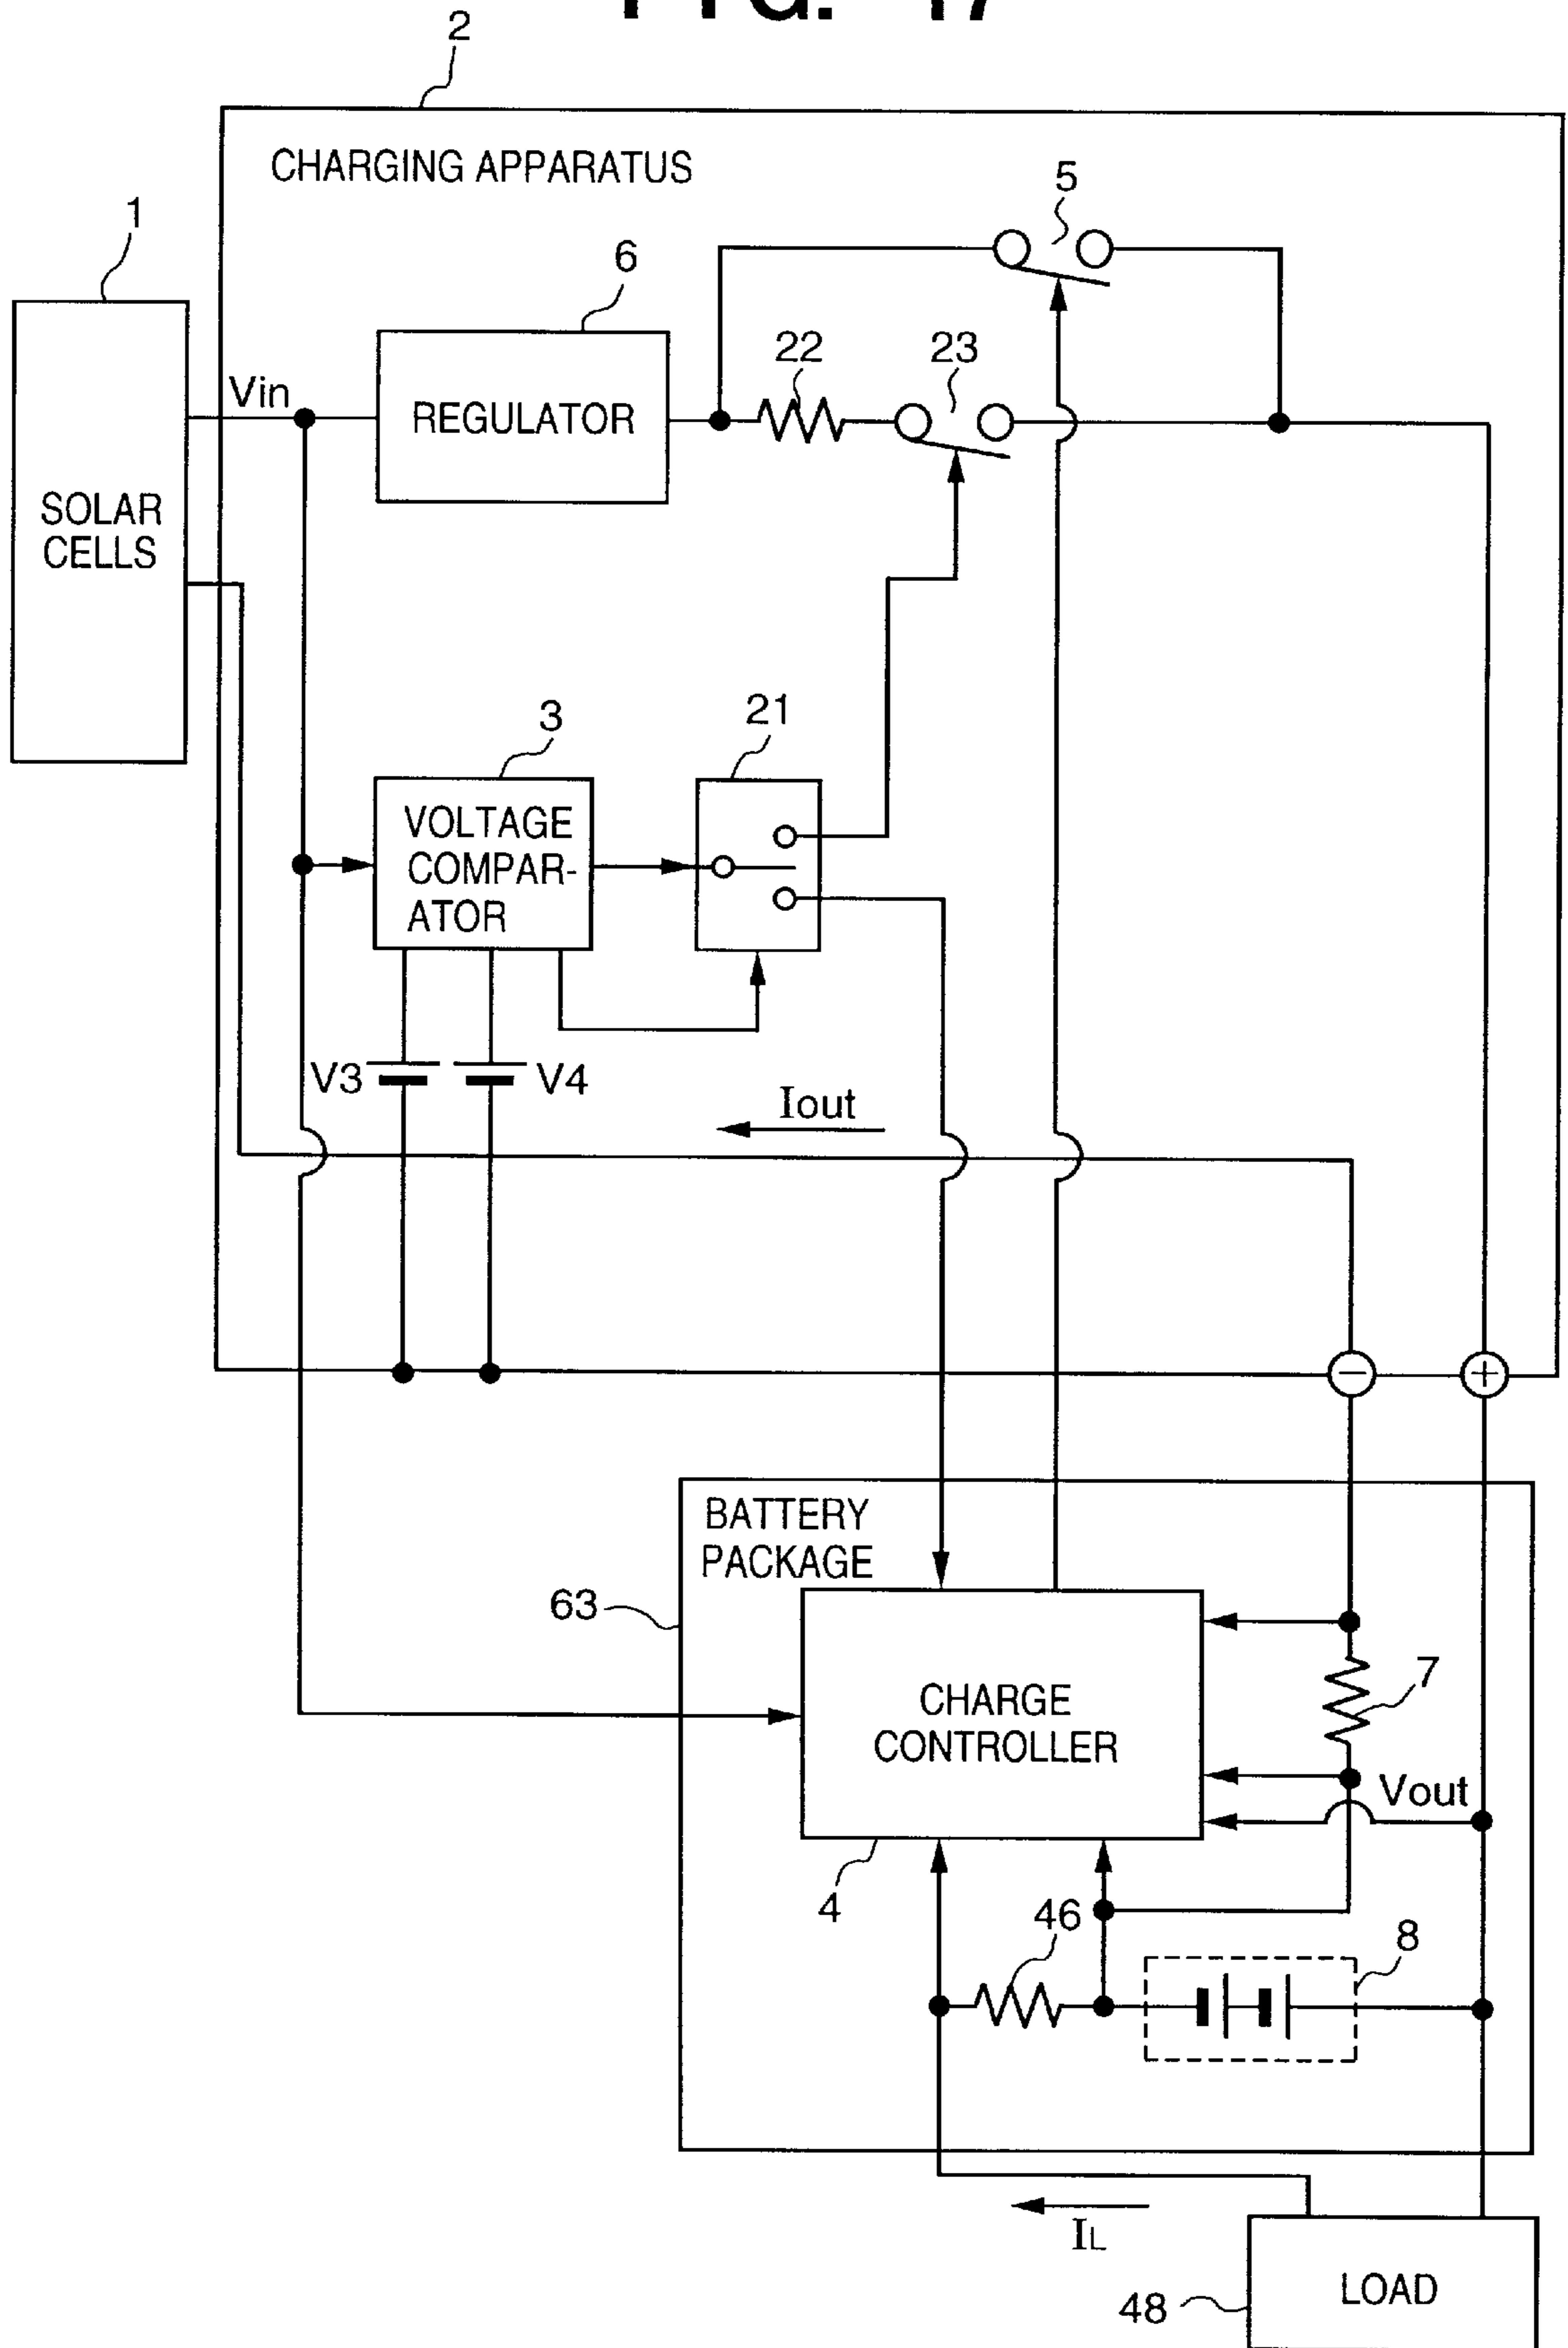 2
CHARGING APPARATUS
1
5
6
22
23
Vin
REGULATOR
SOLAR
CELLS
3
21
VOLTAGE
COMPAR-
ATOR
V3
V4
Iout
−
+
BATTERY
PACKAGE
63
CHARGE
CONTROLLER
7
Vout
4
46
8
IL
LOAD
48